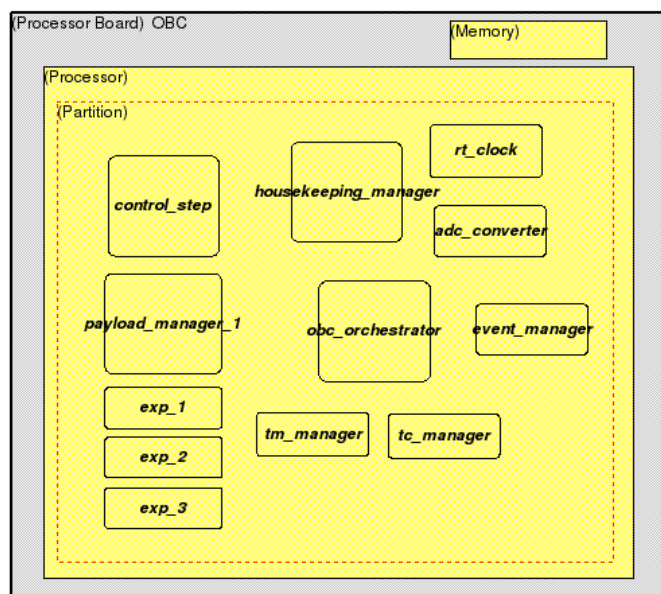 (Processor Board) OBC
(Memory)
(Processor)
(Partition)
rt_clock
control_step
housekeeping_manager
adc_converter
payload_manager_1
obc_orchestrator
event_manager
exp_1
tm_manager
tc_manager
exp_2
exp_3